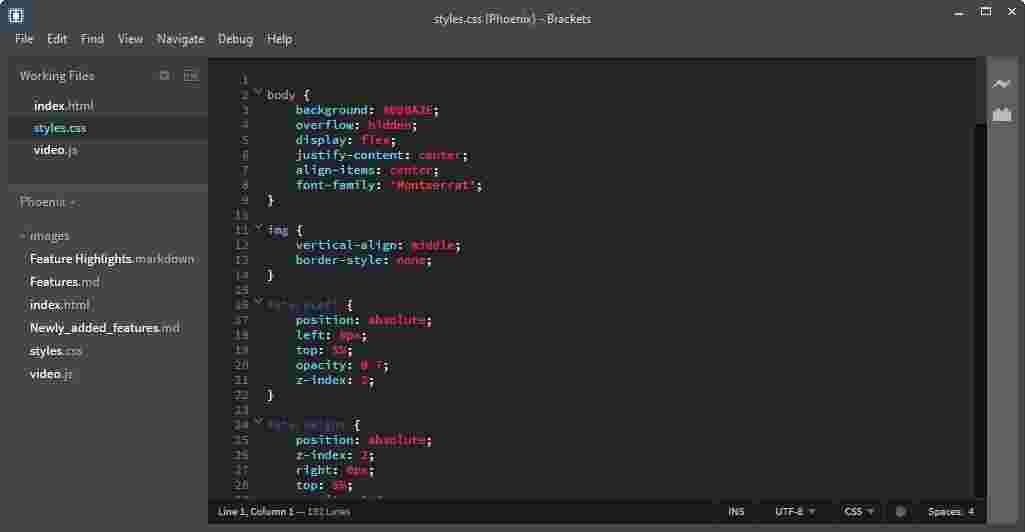 styles.css (Phoenix) - Brackets
File Edit Find View Navigate Debug Help
Working Files
index.html
styles.css
video.js
Phoenix
images
Feature Highlights.markdown
Features.md
index.html
Newly_added_features.md
styles.css
video.js
1
2 body {
3 background:
4 overflow: hidden;
5 display: flex;
6 justify-content: center;
7 align-items: center;
8 font-family: 'Montserrat';
9 }
10
11 img {
12 vertical-align: middle;
13 border-style: none;
14 }
15
16 {
17 position: absolute;
18 left: 0px;
19 top: 5%;
20 opacity: 0.7;
21 z-index: 2;
22 }
23
24 {
25 position: absolute;
26 z-index: 2;
27 right: 0px;
28 top: 5%;
Line 1, Column 1 — 182 Lines
INS UTF-8 CSS Spaces: 4